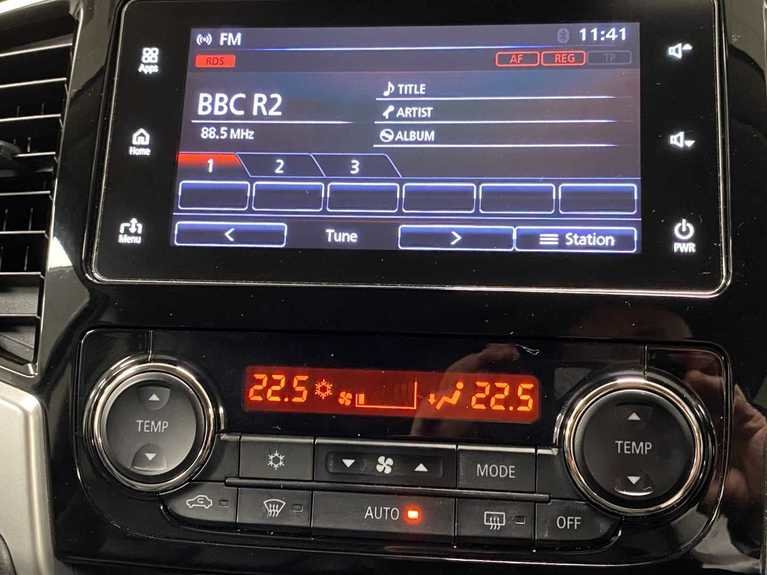 FM 11:41
RDS AF REG TP
Apps
BBC R2
88.5 MHz
TITLE
ARTIST
ALBUM
Home
1 2 3
Menu
< Tune > Station
PWR
22.5 22.5
TEMP
MODE
TEMP
AUTO
OFF